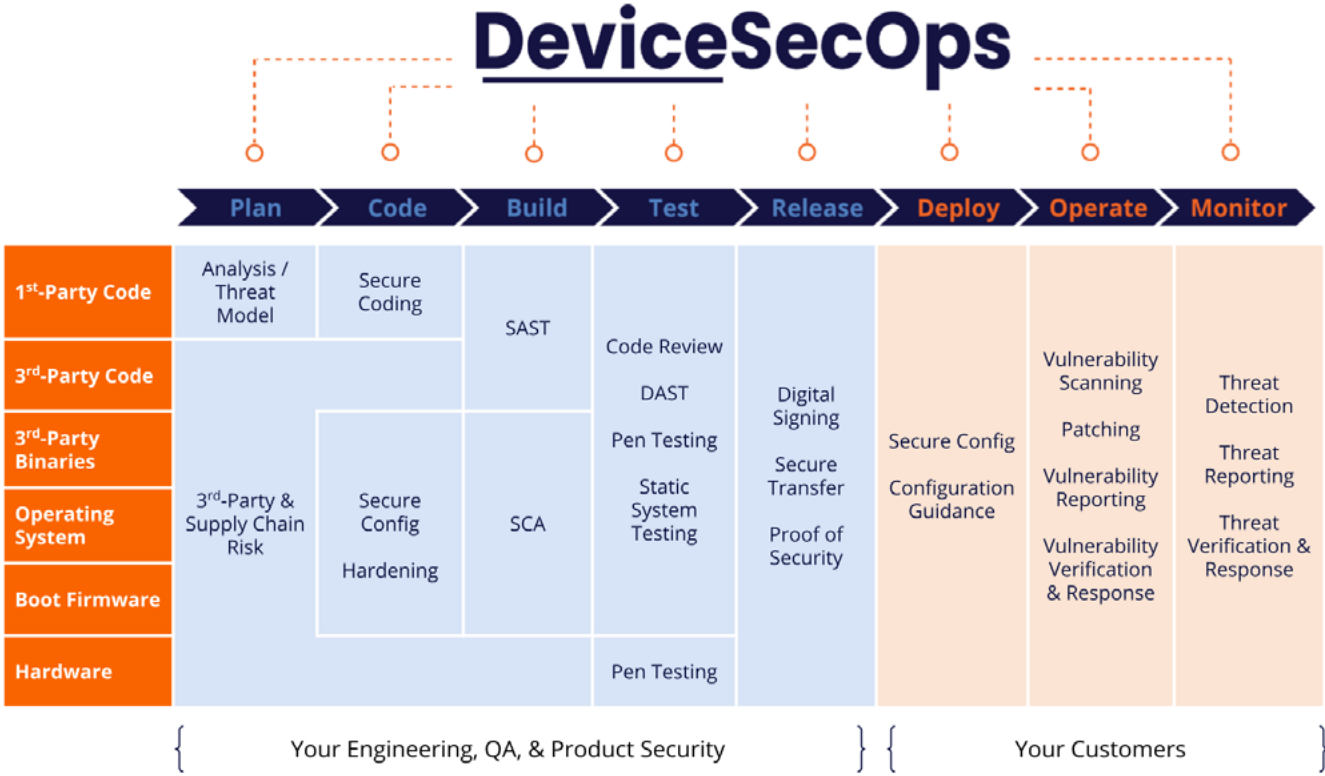 DeviceSecOps
Plan
Code
Build
Test
Release
Deploy
Operate
Monitor
1st-Party Code
3rd-Party Code
3rd-Party
Binaries
Operating
System
Boot Firmware
Hardware
Analysis /
Threat
Model
3rd-Party &
Supply Chain
Risk
Secure
Coding
Secure
Config
Hardening
SAST
SCA
Code Review
DAST
Pen Testing
Static
System
Testing
Pen Testing
Digital
Signing
Secure
Transfer
Proof of
Security
Secure Config
Configuration
Guidance
Vulnerability
Scanning
Patching
Vulnerability
Reporting
Vulnerability
Verification
& Response
Threat
Detection
Threat
Reporting
Threat
Verification &
Response
Your Engineering, QA, & Product Security
Your Customers